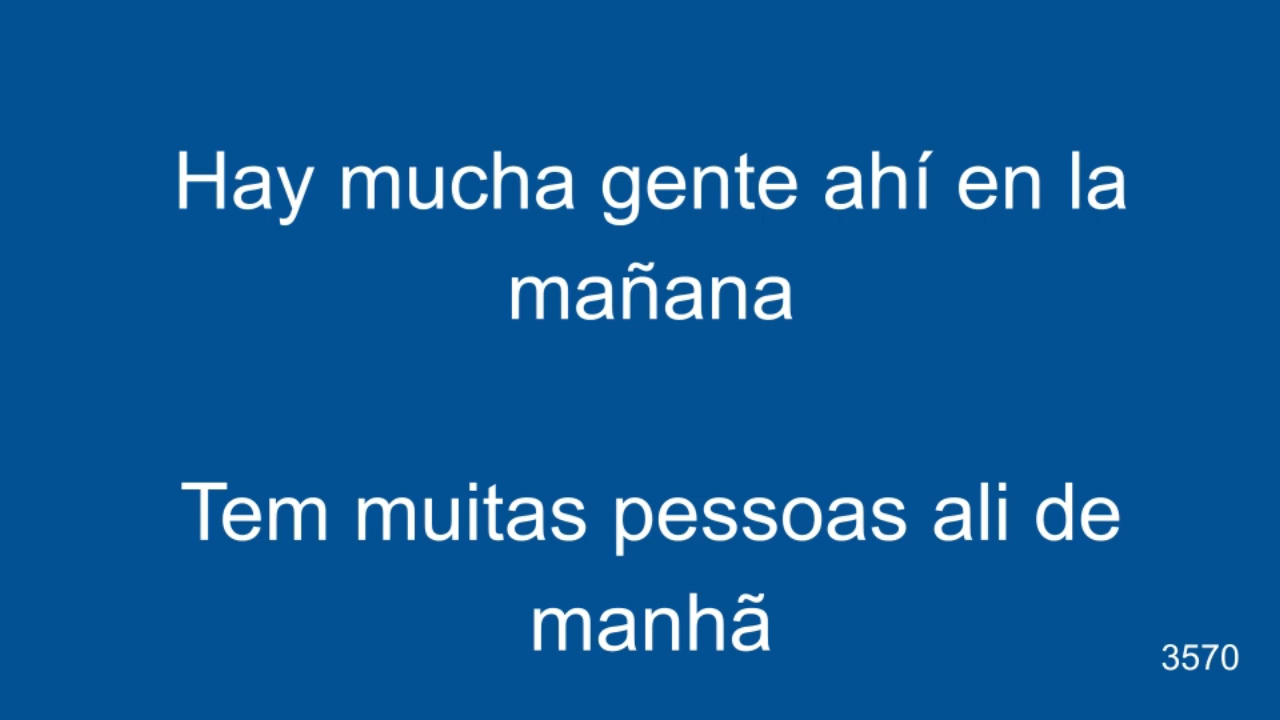 Hay mucha gente ahí en la
mañana
Tem muitas pessoas ali de
manhã
3570